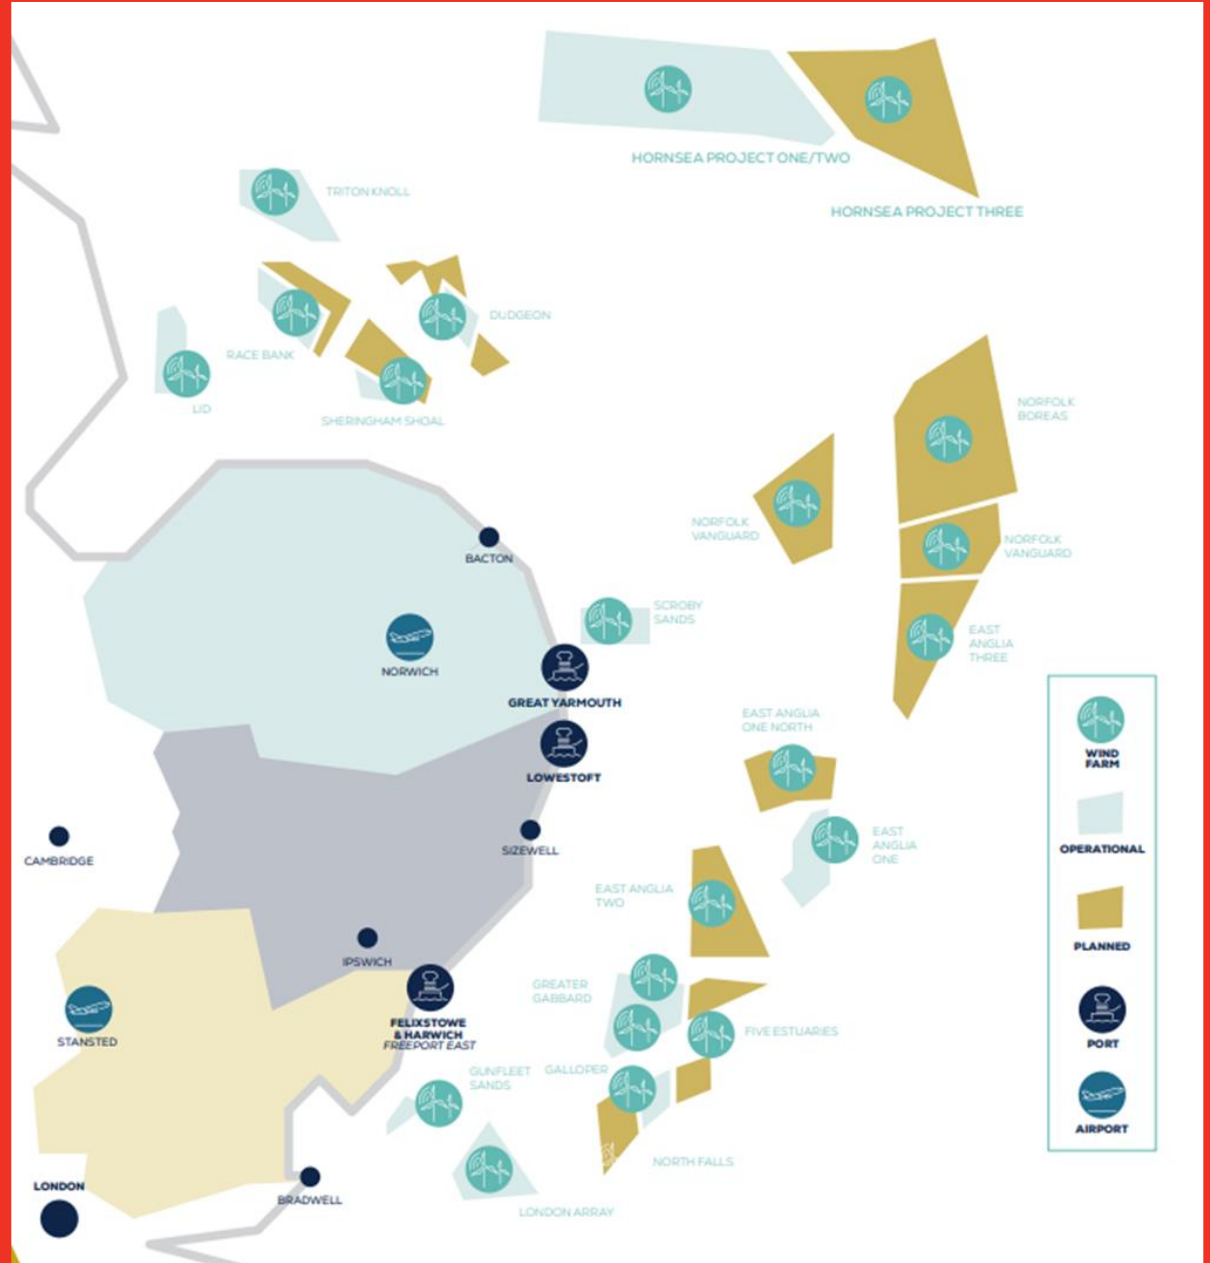 HORNSEA PROJECT ONE/TWO
HORNSEA PROJECT THREE
TRITON KNOLL
DUDGEON
RACE BANK
LID
SHERINGHAM SHOAL
NORFOLK
BOREAS
NORFOLK
VANGUARD
NORFOLK
VANGUARD
BACTON
SCROBY
SANDS
EAST
ANGLIA
THREE
NORWICH
GREAT YARMOUTH
EAST ANGLIA
ONE NORTH
LOWESTOFT
WIND
FARM
SIZEWELL
EAST
ANGLIA
ONE
CAMBRIDGE
OPERATIONAL
EAST ANGLIA
TWO
PLANNED
IPSWICH
GREATER
GABBARD
STANSTED
FELIXSTOWE
& HARWICH
FREEPORT EAST
FIVE ESTUARIES
PORT
GUNFLEET
SANDS
GALLOPER
AIRPORT
NORTH FALLS
LONDON
BRADWELL
LONDON ARRAY